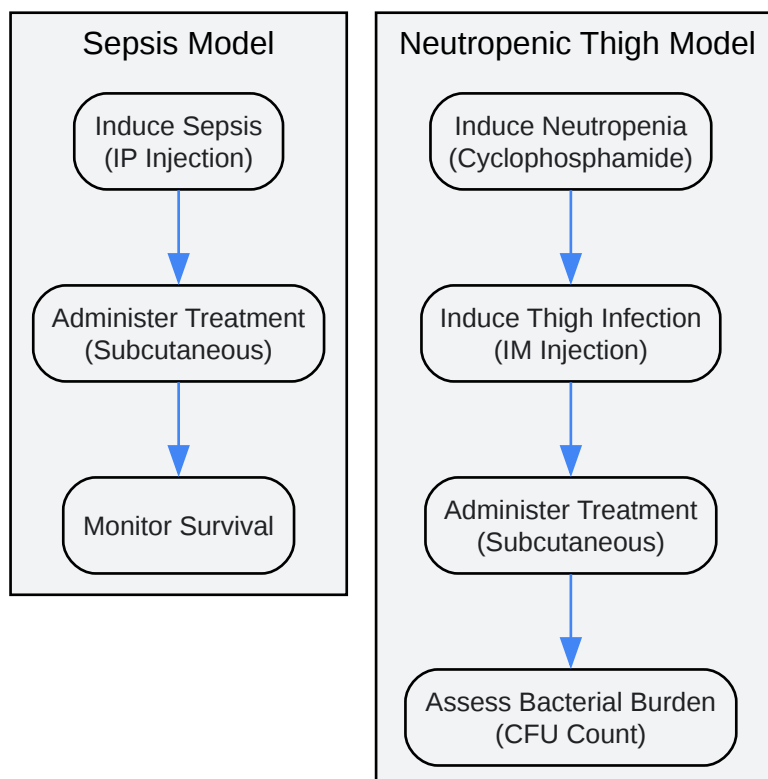 Sepsis Model
Induce Sepsis
(IP Injection)
Administer Treatment
(Subcutaneous)
Monitor Survival
Neutropenic Thigh Model
Induce Neutropenia
(Cyclophosphamide)
Induce Thigh Infection
(IM Injection)
Administer Treatment
(Subcutaneous)
Assess Bacterial Burden
(CFU Count)